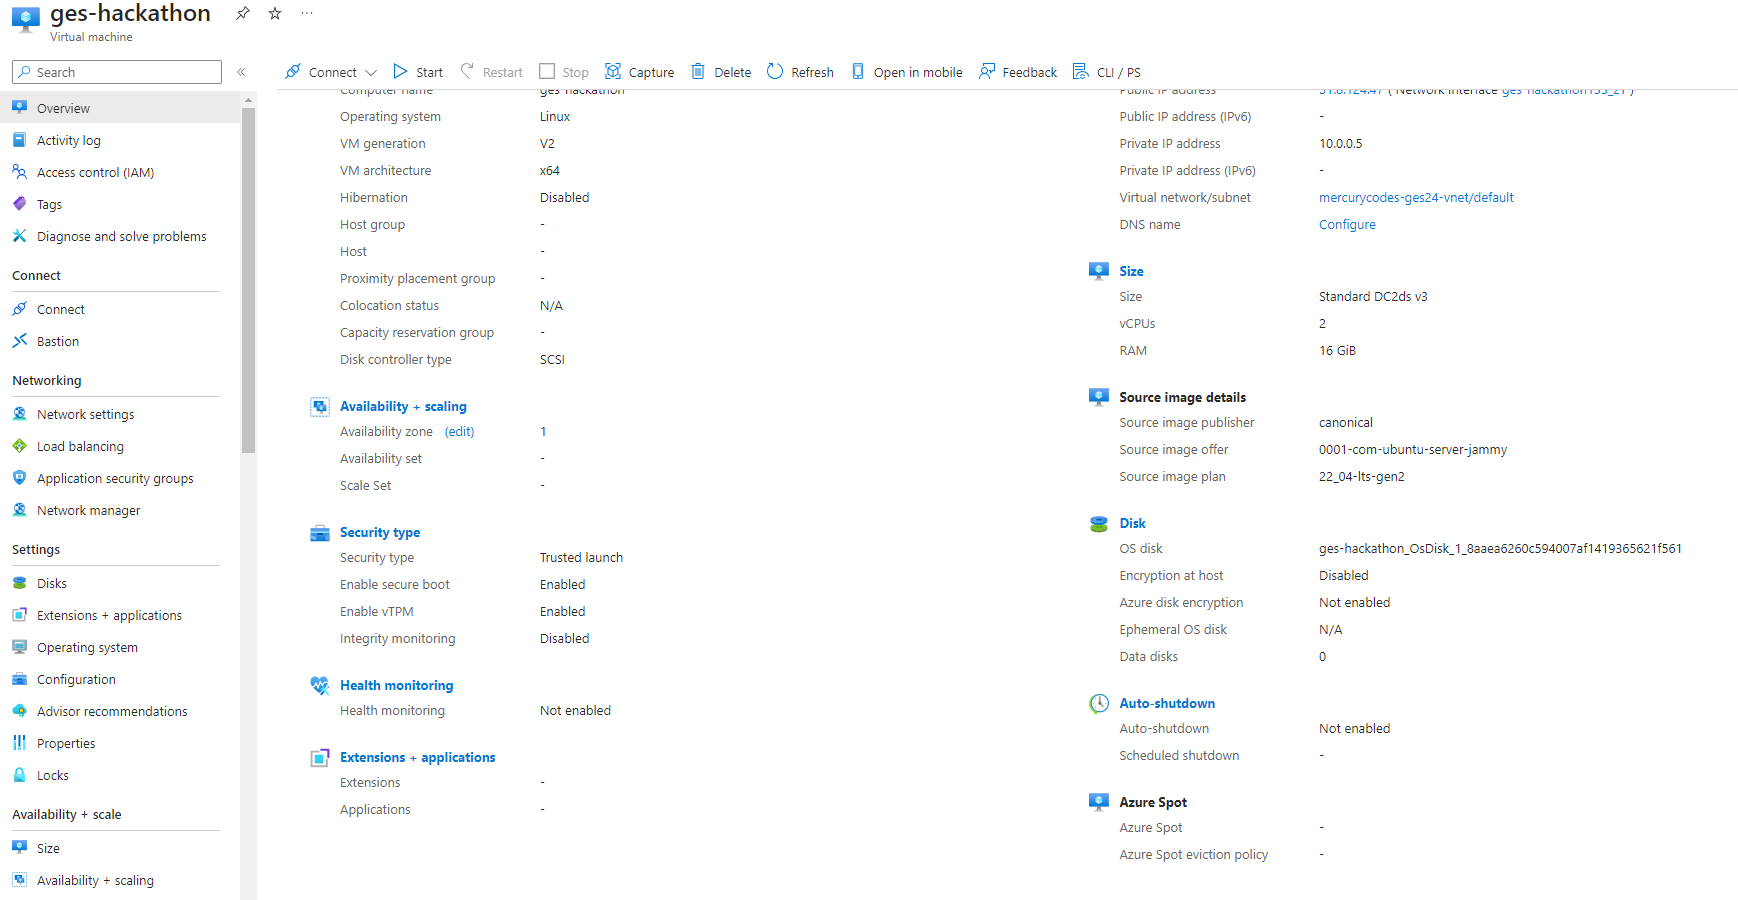 ges-hackathon
Virtual machine
Search
Overview
Activity log
Access control (IAM)
Tags
Diagnose and solve problems
Connect
Connect
Bastion
Networking
Network settings
Load balancing
Application security groups
Network manager
Settings
Disks
Extensions + applications
Operating system
Configuration
Advisor recommendations
Properties
Locks
Availability + scale
Size
Availability + scaling
Connect Start Restart Stop Capture Delete Refresh Open in mobile Feedback CLI / PS
Computer name ges-hackathon
Operating system Linux
VM generation V2
VM architecture x64
Hibernation Disabled
Host group -
Host -
Proximity placement group -
Colocation status N/A
Capacity reservation group -
Disk controller type SCSI
Availability + scaling
Availability zone (edit) 1
Availability set -
Scale Set -
Security type
Security type Trusted launch
Enable secure boot Enabled
Enable vTPM Enabled
Integrity monitoring Disabled
Health monitoring
Health monitoring Not enabled
Extensions + applications
Extensions -
Applications -
Public IP address ( Network interface
Public IP address (IPv6) -
Private IP address 10.0.0.5
Private IP address (IPv6) -
Virtual network/subnet mercurycodes-ges24-vnet/default
DNS name Configure
Size
Size Standard DC2ds v3
vCPUs 2
RAM 16 GiB
Source image details
Source image publisher canonical
Source image offer 0001-com-ubuntu-server-jammy
Source image plan 22_04-lts-gen2
Disk
OS disk ges-hackathon_OsDisk_1_8aaea6260c594007af1419365621f561
Encryption at host Disabled
Azure disk encryption Not enabled
Ephemeral OS disk N/A
Data disks 0
Auto-shutdown
Auto-shutdown Not enabled
Scheduled shutdown -
Azure Spot
Azure Spot -
Azure Spot eviction policy -